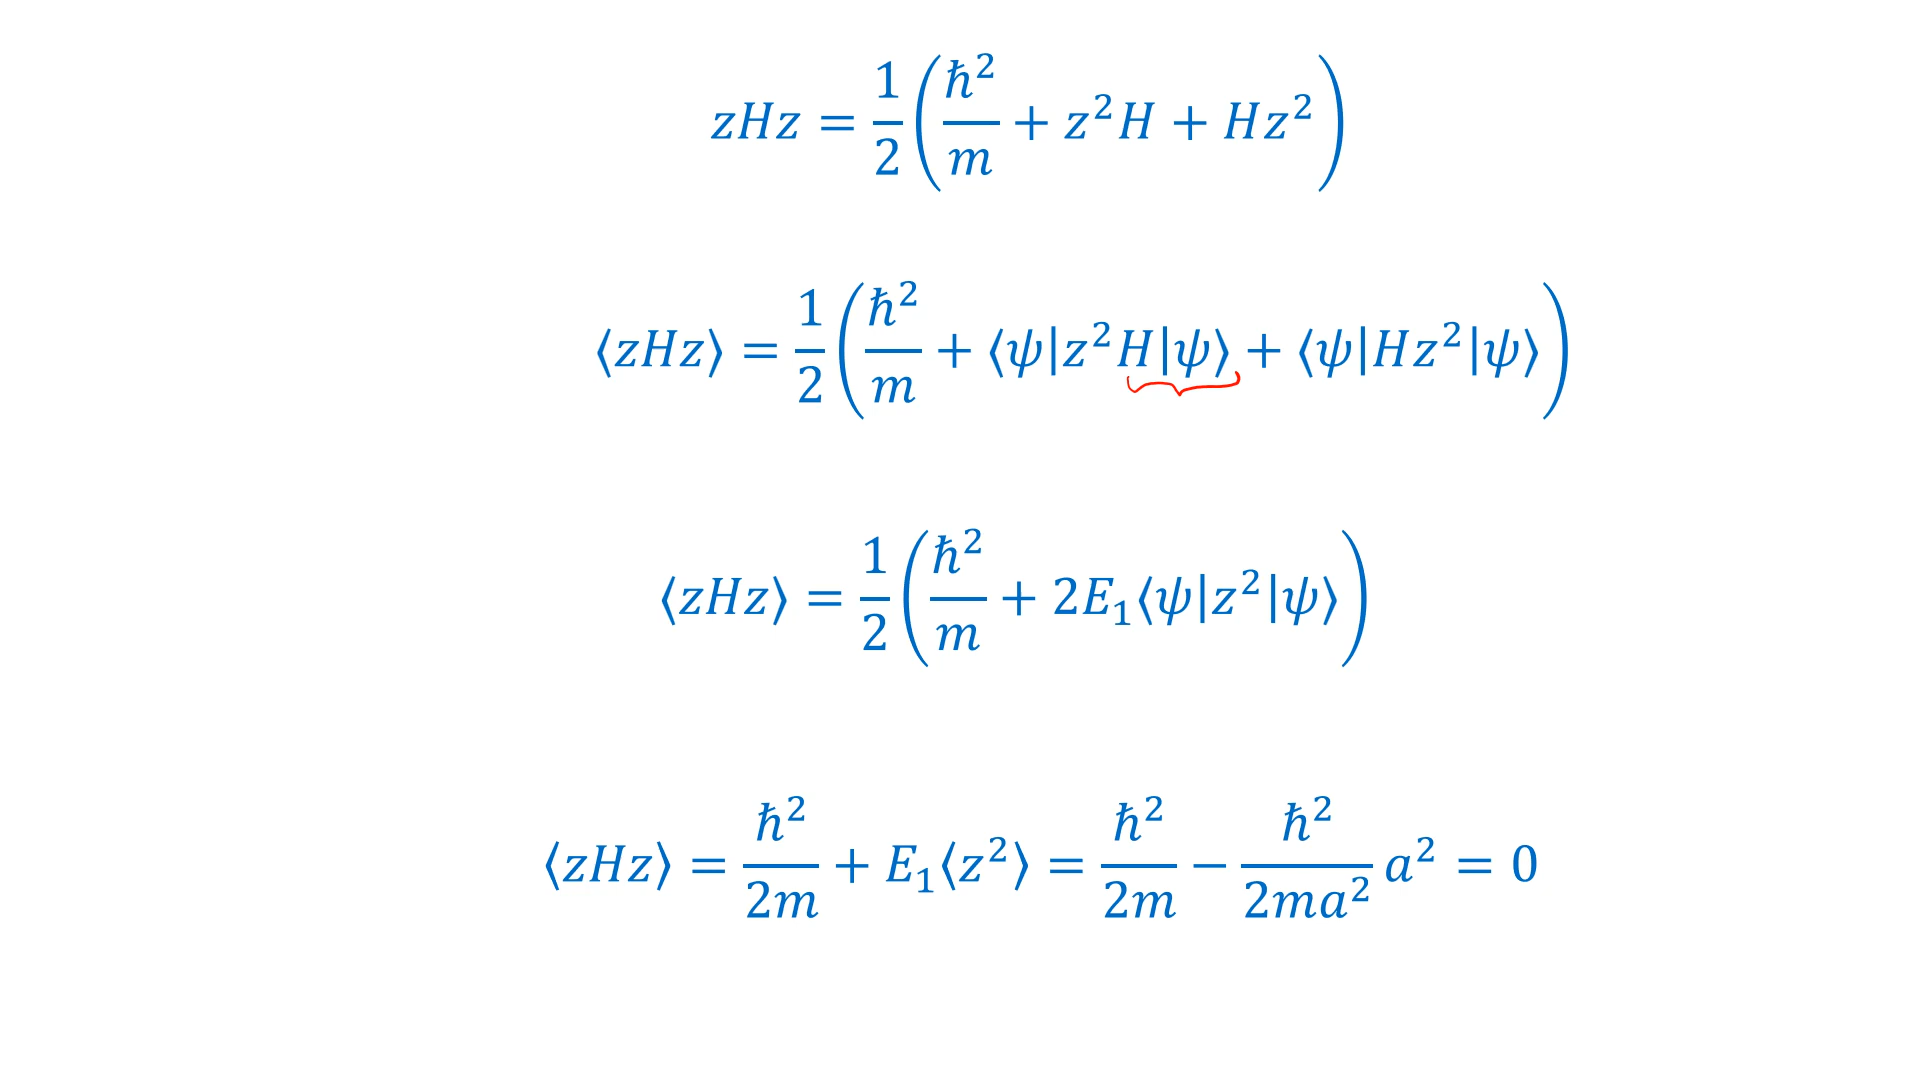 zHz = 1/2 (ℏ²/m + z²H + Hz²)
⟨zHz⟩ = 1/2 (ℏ²/m + ⟨ψ|z²H|ψ⟩ + ⟨ψ|Hz²|ψ⟩)
⟨zHz⟩ = 1/2 (ℏ²/m + 2E₁⟨ψ|z²|ψ⟩)
⟨zHz⟩ = ℏ²/2m + E₁⟨z²⟩ = ℏ²/2m − ℏ²/2ma² a² = 0